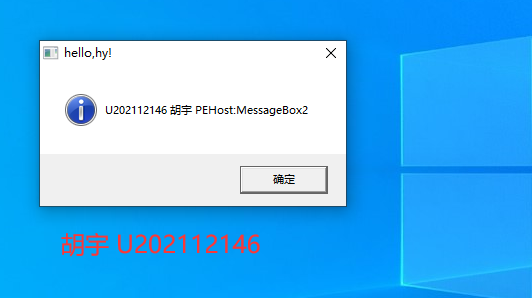 hello,hy!
U202112146 胡宇 PEHost:MessageBox2
确定
胡宇 U202112146